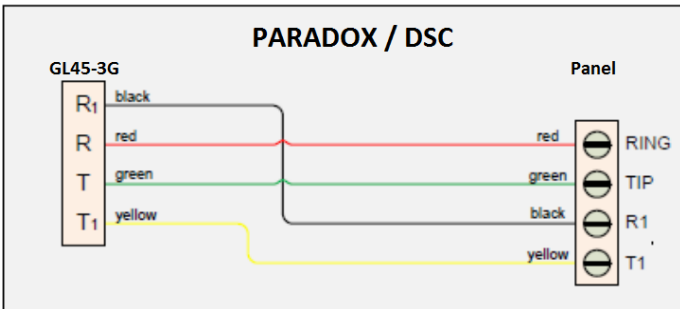 PARADOX / DSC
GL45-3G
Panel
R1 black
R red
red RING
T green
green TIP
T1 yellow
black R1
yellow T1